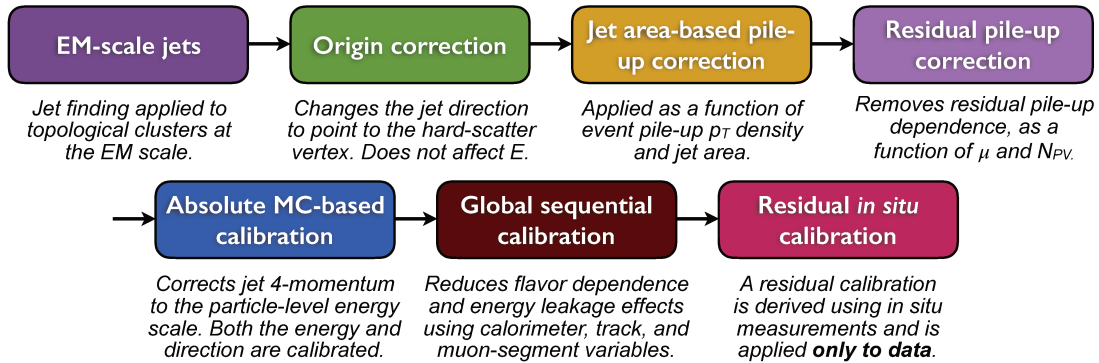 EM-scale jets
Jet finding applied to
topological clusters at
the EM scale.
Origin correction
Changes the jet direction
to point to the hard-scatter
vertex. Does not affect E.
Jet area-based pile-
up correction
Applied as a function of
event pile-up pT density
and jet area.
Residual pile-up
correction
Removes residual pile-up
dependence, as a
function of μ and NPV.
Absolute MC-based
calibration
Corrects jet 4-momentum
to the particle-level energy
scale. Both the energy and
direction are calibrated.
Global sequential
calibration
Reduces flavor dependence
and energy leakage effects
using calorimeter, track, and
muon-segment variables.
Residual in situ
calibration
A residual calibration
is derived using in situ
measurements and is
applied only to data.